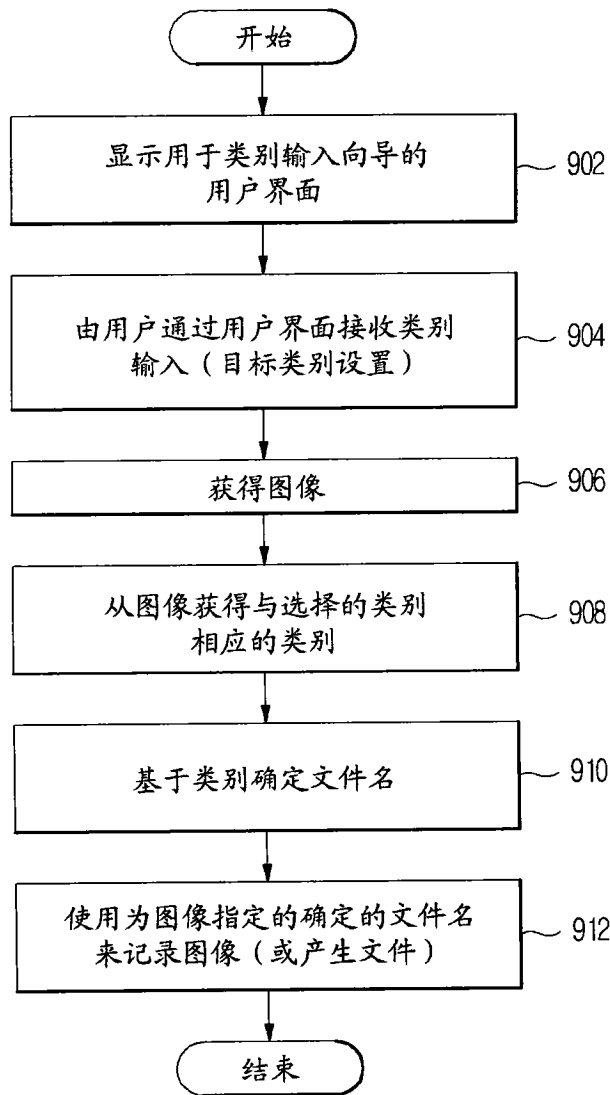 开始
显示用于类别输入向导的
用户界面
902
由用户通过用户界面接收类别
输入（目标类别设置）
904
获得图像
906
从图像获得与选择的类别
相应的类别
908
基于类别确定文件名
910
使用为图像指定的确定的文件名
来记录图像（或产生文件）
912
结束